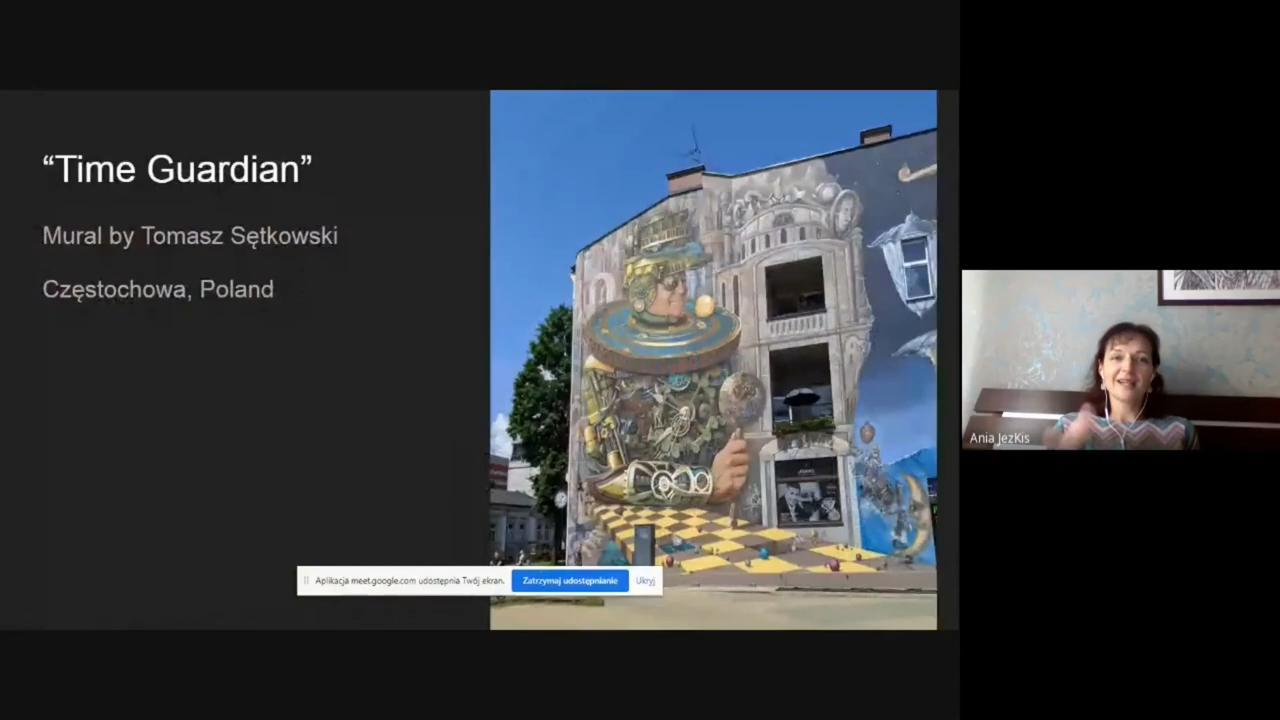 “Time Guardian”
Mural by Tomasz Sętkowski
Częstochowa, Poland
Aplikacja meet.google.com udostępnia Twój ekran.
Zatrzymaj udostępnianie
Ukryj
Ania JezKis